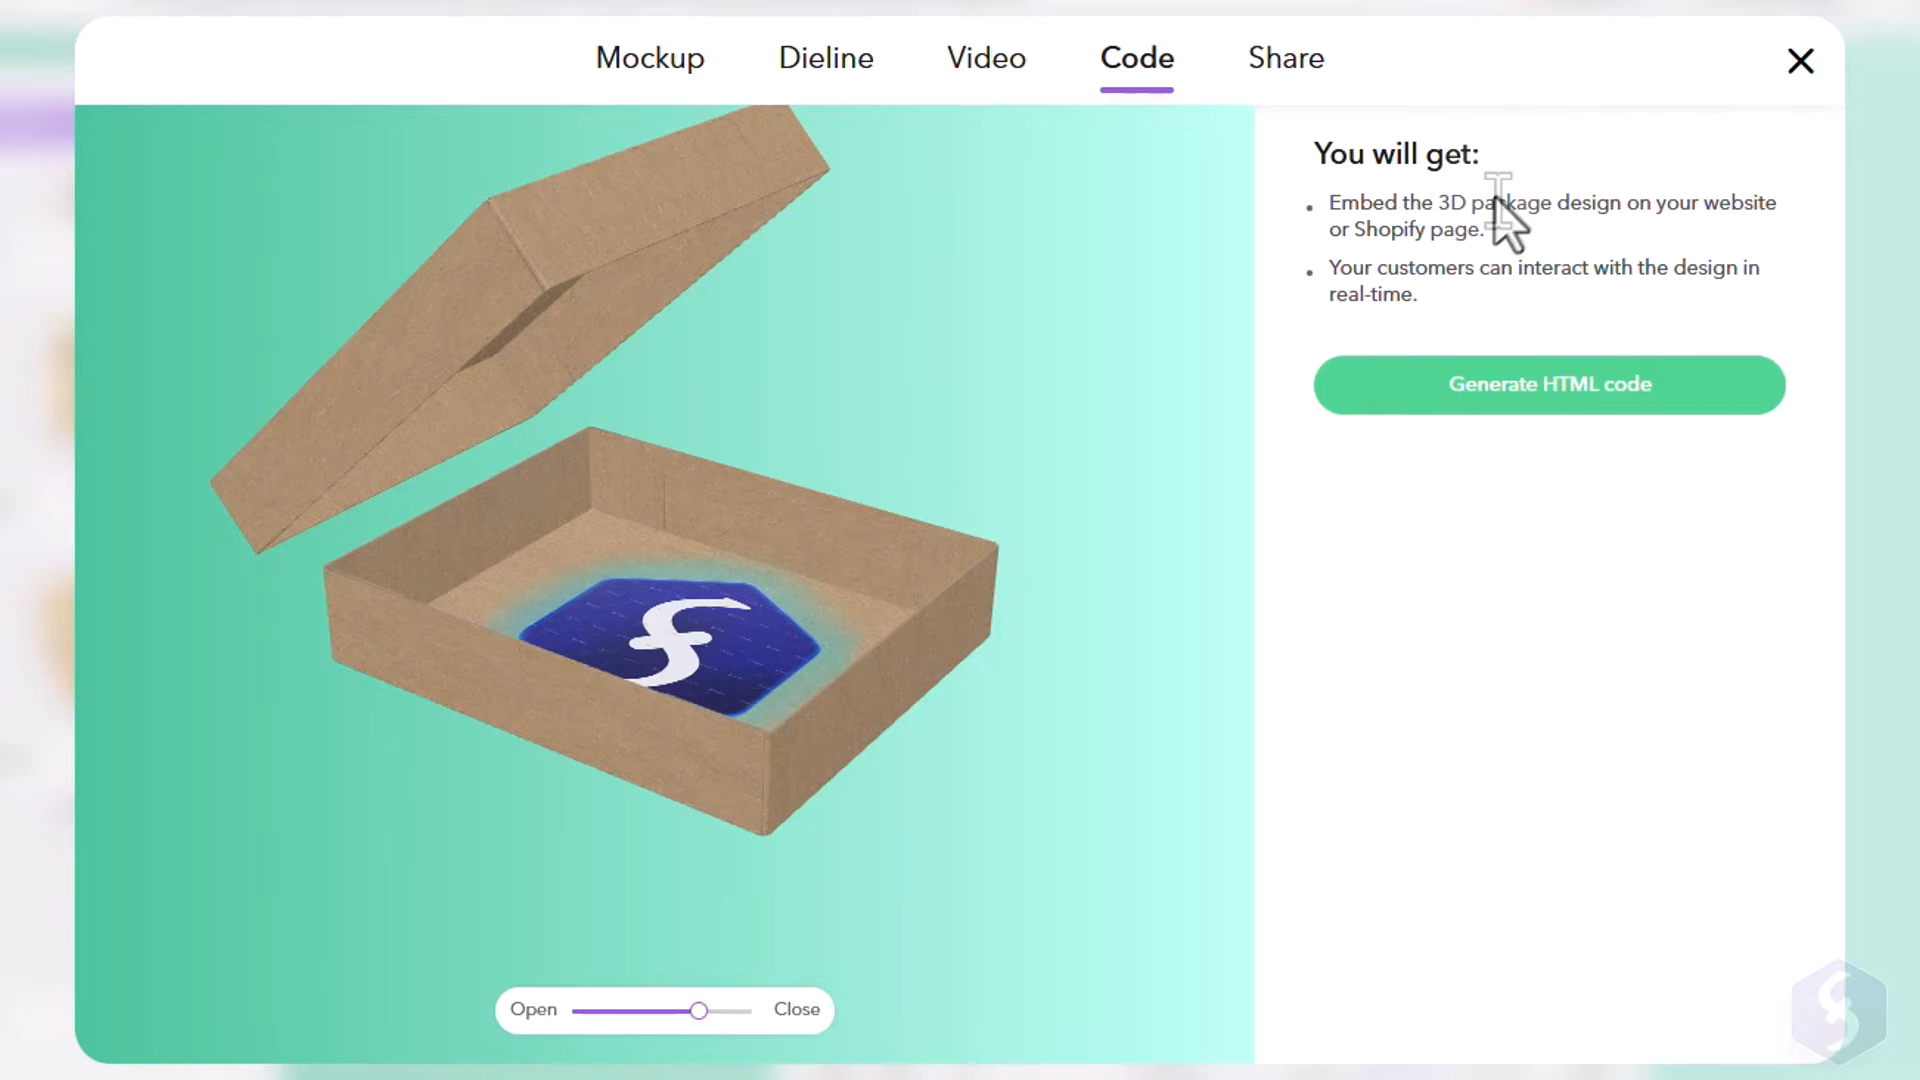 Mockup
Dieline
Video
Code
Share
You will get:
Embed the 3D package design on your website
or Shopify page.
Your customers can interact with the design in
real-time.
Generate HTML code
Open
Close